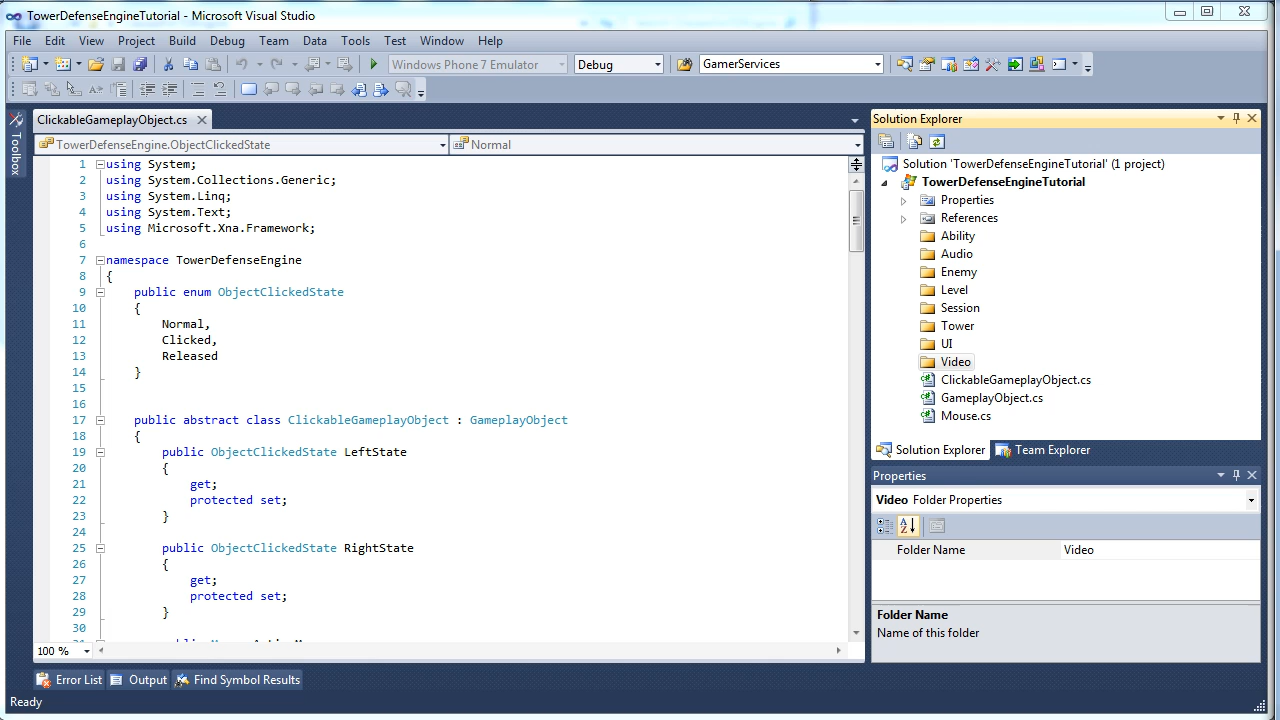 TowerDefenseEngineTutorial - Microsoft Visual Studio
File Edit View Project Build Debug Team Data Tools Test Window Help
Windows Phone 7 Emulator Debug GamerServices
Toolbox
ClickableGameplayObject.cs
TowerDefenseEngine.ObjectClickedState Normal
1 using System;
2 using System.Collections.Generic;
3 using System.Linq;
4 using System.Text;
5 using Microsoft.Xna.Framework;
6
7 namespace TowerDefenseEngine
8 {
9 public enum ObjectClickedState
10 {
11 Normal,
12 Clicked,
13 Released
14 }
15
16
17 public abstract class ClickableGameplayObject : GameplayObject
18 {
19 public ObjectClickedState LeftState
20 {
21 get;
22 protected set;
23 }
24
25 public ObjectClickedState RightState
26 {
27 get;
28 protected set;
29 }
30
100 %
Solution Explorer
Solution 'TowerDefenseEngineTutorial' (1 project)
TowerDefenseEngineTutorial
Properties
References
Ability
Audio
Enemy
Level
Session
Tower
UI
Video
ClickableGameplayObject.cs
GameplayObject.cs
Mouse.cs
Solution Explorer Team Explorer
Properties
Video Folder Properties
Folder Name Video
Folder Name
Name of this folder
Error List Output Find Symbol Results
Ready